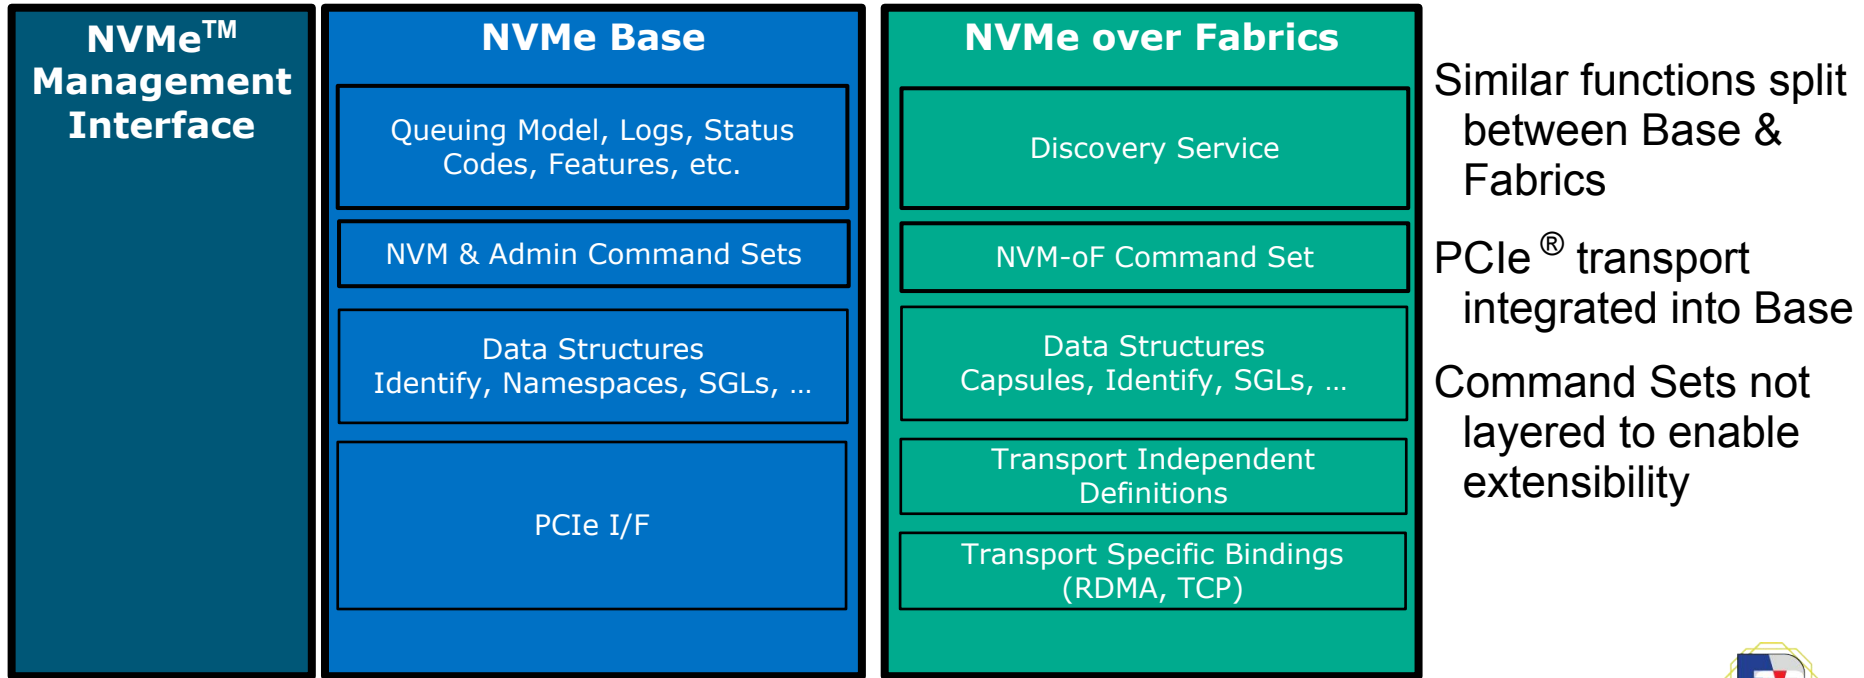 NVMe™
Management
Interface
NVMe Base
Queuing Model, Logs, Status
Codes, Features, etc.
NVM & Admin Command Sets
Data Structures
Identify, Namespaces, SGLs, …
PCIe I/F
NVMe over Fabrics
Discovery Service
NVM-oF Command Set
Data Structures
Capsules, Identify, SGLs, …
Transport Independent
Definitions
Transport Specific Bindings
(RDMA, TCP)
Similar functions split
between Base &
Fabrics
PCIe ® transport
integrated into Base
Command Sets not
layered to enable
extensibility